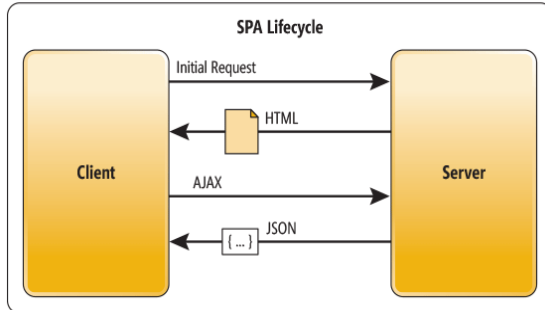 SPA Lifecycle
Initial Request
HTML
Client
Server
AJAX
JSON
{ ... }